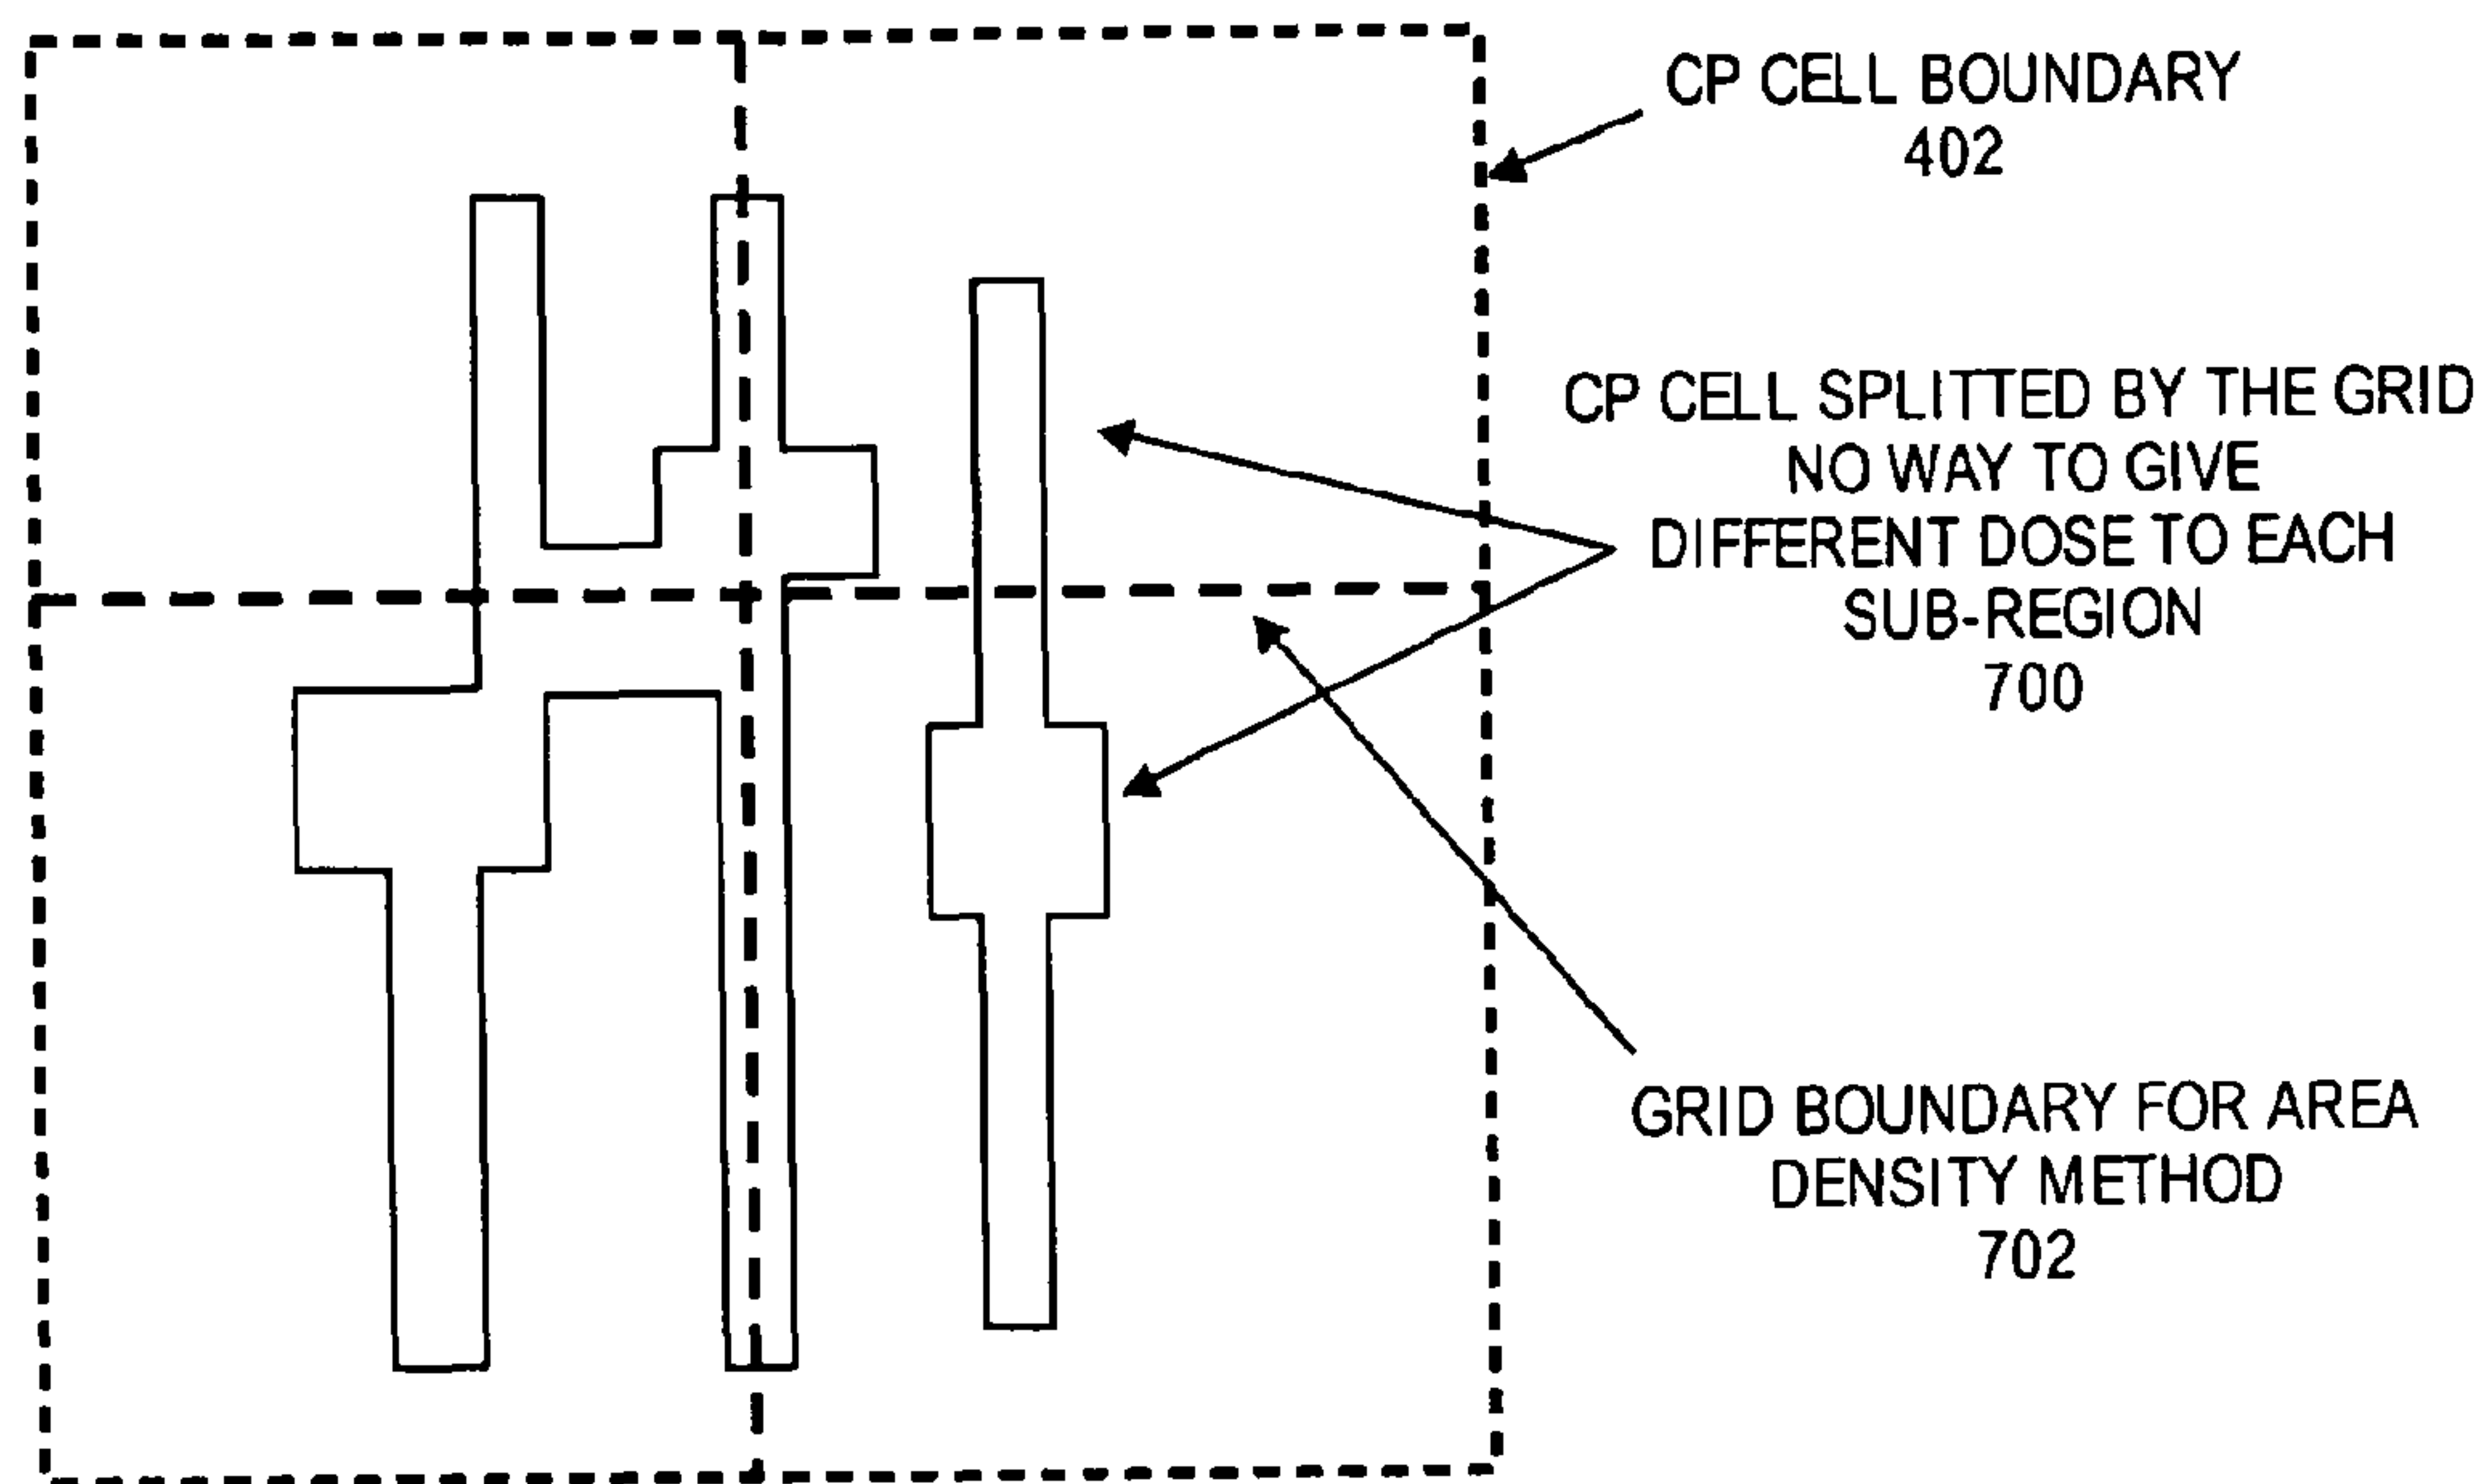 CP CELL BOUNDARY
402
CP CELL SPLITTED BY THE GRID
NO WAY TO GIVE
DIFFERENT DOSE TO EACH
SUB-REGION
700
GRID BOUNDARY FOR AREA
DENSITY METHOD
702